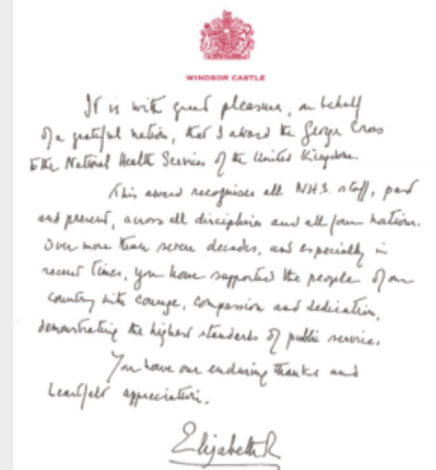 WINDSOR CASTLE
It is with great pleasure, on behalf
of a grateful nation, that I award the George Cross
to the National Health Services of the United Kingdom.
This award recognises all N.H.S. staff, past
and present, across all disciplines and all four nations.
Over more than seven decades, and especially in
recent times, you have supported the people of our
country with courage, compassion and dedication,
demonstrating the highest standards of public service.
You have our enduring thanks and
heartfelt appreciation.
Elizabeth R